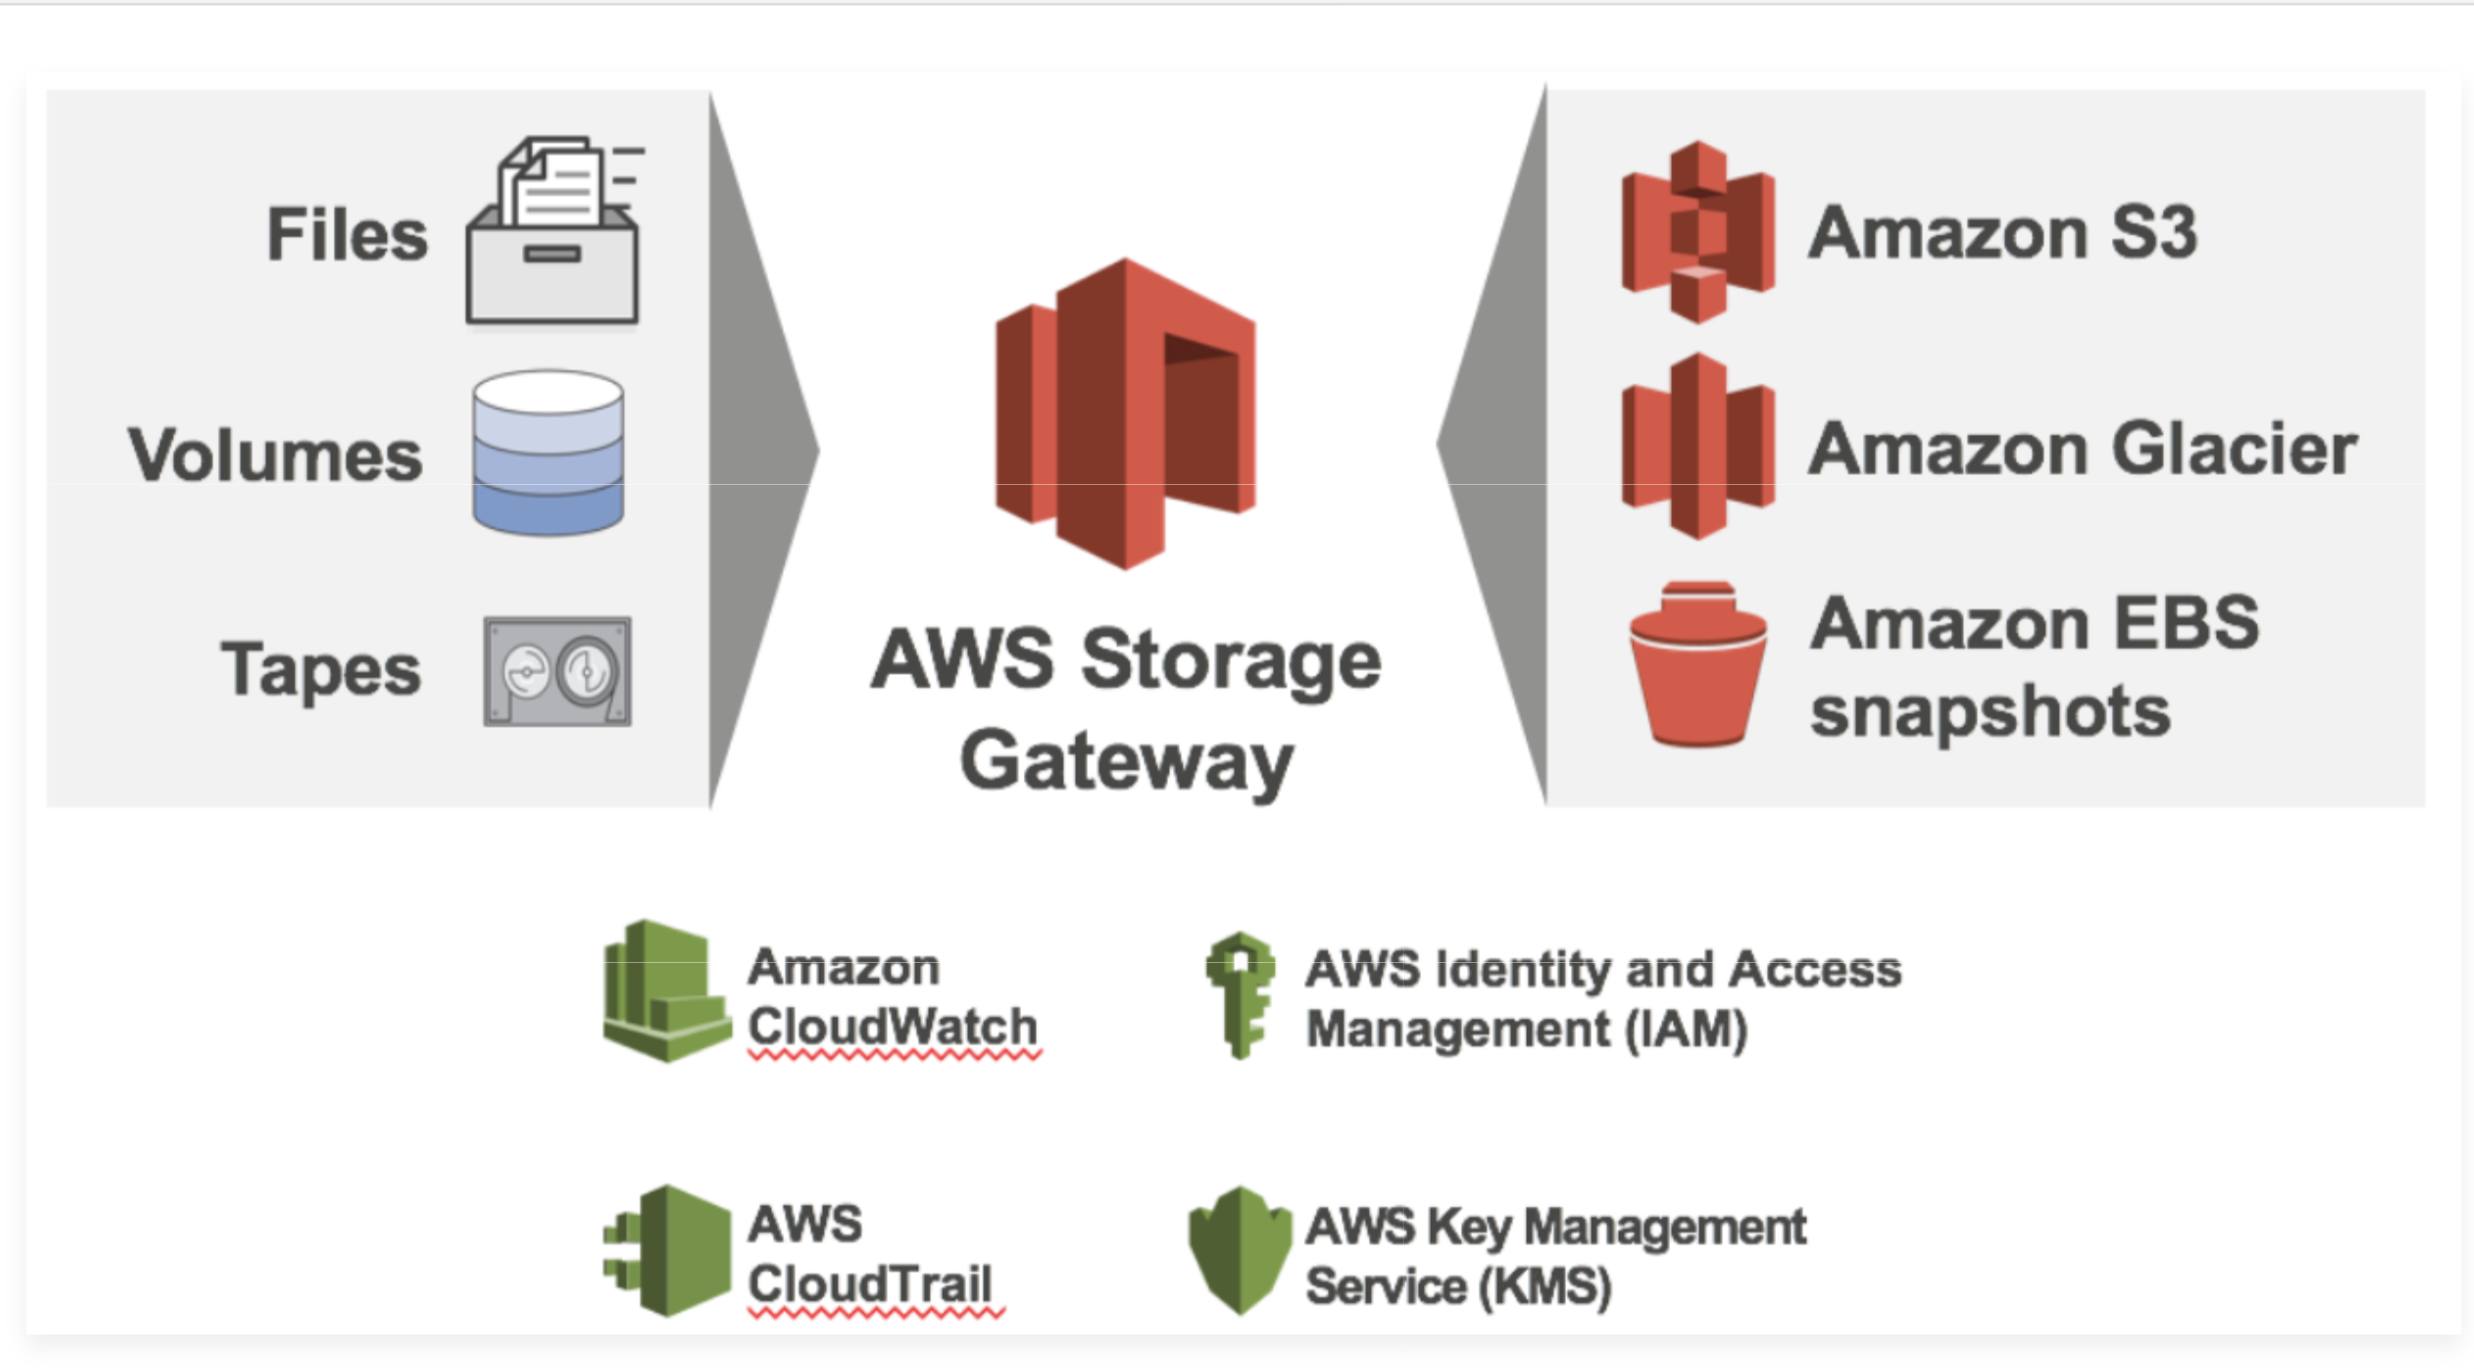 Files
Volumes
Tapes
AWS Storage
Gateway
Amazon S3
Amazon Glacier
Amazon EBS
snapshots
Amazon
CloudWatch
AWS Identity and Access
Management (IAM)
AWS
CloudTrail
AWS Key Management
Service (KMS)